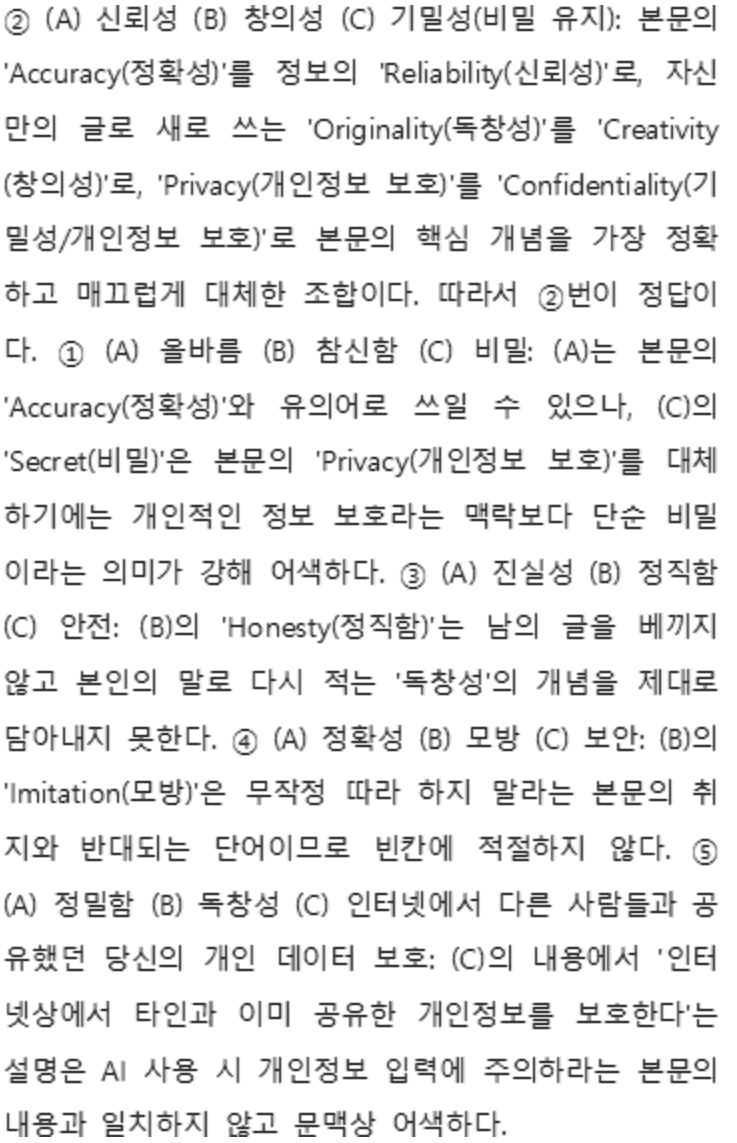 ② (A) 신뢰성 (B) 창의성 (C) 기밀성(비밀 유지): 본문의
'Accuracy(정확성)'를 정보의 'Reliability(신뢰성)'로, 자신
만의 글로 새로 쓰는 'Originality(독창성)'를 'Creativity
(창의성)'로, 'Privacy(개인정보 보호)'를 'Confidentiality(기
밀성/개인정보 보호)'로 본문의 핵심 개념을 가장 정확
하고 매끄럽게 대체한 조합이다. 따라서 ②번이 정답이
다. ① (A) 올바름 (B) 참신함 (C) 비밀: (A)는 본문의
'Accuracy(정확성)'와 유의어로 쓰일 수 있으나, (C)의
'Secret(비밀)'은 본문의 'Privacy(개인정보 보호)'를 대체
하기에는 개인적인 정보 보호라는 맥락보다 단순 비밀
이라는 의미가 강해 어색하다. ③ (A) 진실성 (B) 정직함
(C) 안전: (B)의 'Honesty(정직함)'는 남의 글을 베끼지
않고 본인의 말로 다시 적는 '독창성'의 개념을 제대로
담아내지 못한다. ④ (A) 정확성 (B) 모방 (C) 보안: (B)의
'Imitation(모방)'은 무작정 따라 하지 말라는 본문의 취
지와 반대되는 단어이므로 빈칸에 적절하지 않다. ⑤
(A) 정밀함 (B) 독창성 (C) 인터넷에서 다른 사람들과 공
유했던 당신의 개인 데이터 보호: (C)의 내용에서 '인터
넷상에서 타인과 이미 공유한 개인정보를 보호한다'는
설명은 AI 사용 시 개인정보 입력에 주의하라는 본문의
내용과 일치하지 않고 문맥상 어색하다.